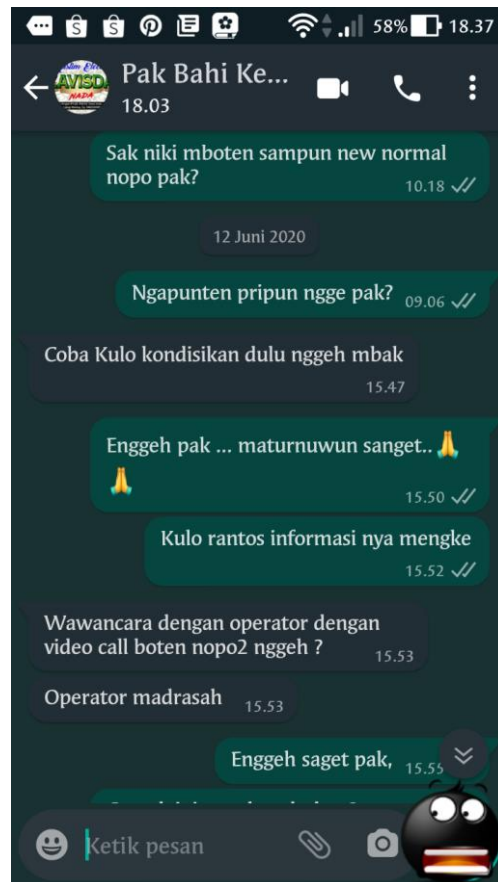 58% 18.37
Pak Bahi Ke...
18.03
AVISDA
NADA
Sak niki mboten sampun new normal
nopo pak?
10.18
12 Juni 2020
Ngapunten pripun ngge pak? 09.06
Coba Kulo kondisikan dulu nggeh mbak
15.47
Enggeh pak ... maturnuwun sanget..
15.50
Kulo rantos informasi nya mengke
15.52
Wawancara dengan operator dengan
video call boten nopo2 nggeh ? 15.53
Operator madrasah 15.53
Enggeh saget pak, 15.55
Ketik pesan